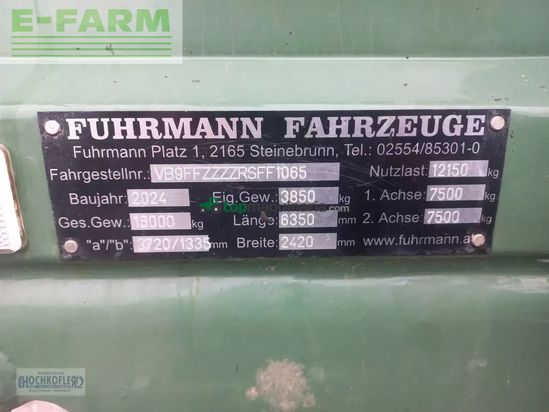 E-FARM
FUHRMANN FAHRZEUGE
Fuhrmann Platz 1, 2165 Steinebrunn, Tel.: 02554/85301-0
Fahrgestellnr.: VB9FFZZZZRSFF1065 Nutzlast: 12150 kg
Baujahr: 2024 Eig.Gew.: 3850 kg 1. Achse: 7500 kg
Ges.Gew.: 16000 kg Länge: 6350 mm 2. Achse: 7500 kg
"a"/"b": 3720/1335 mm Breite: 2420 mm www.fuhrmann.at
HOCHKOFLER